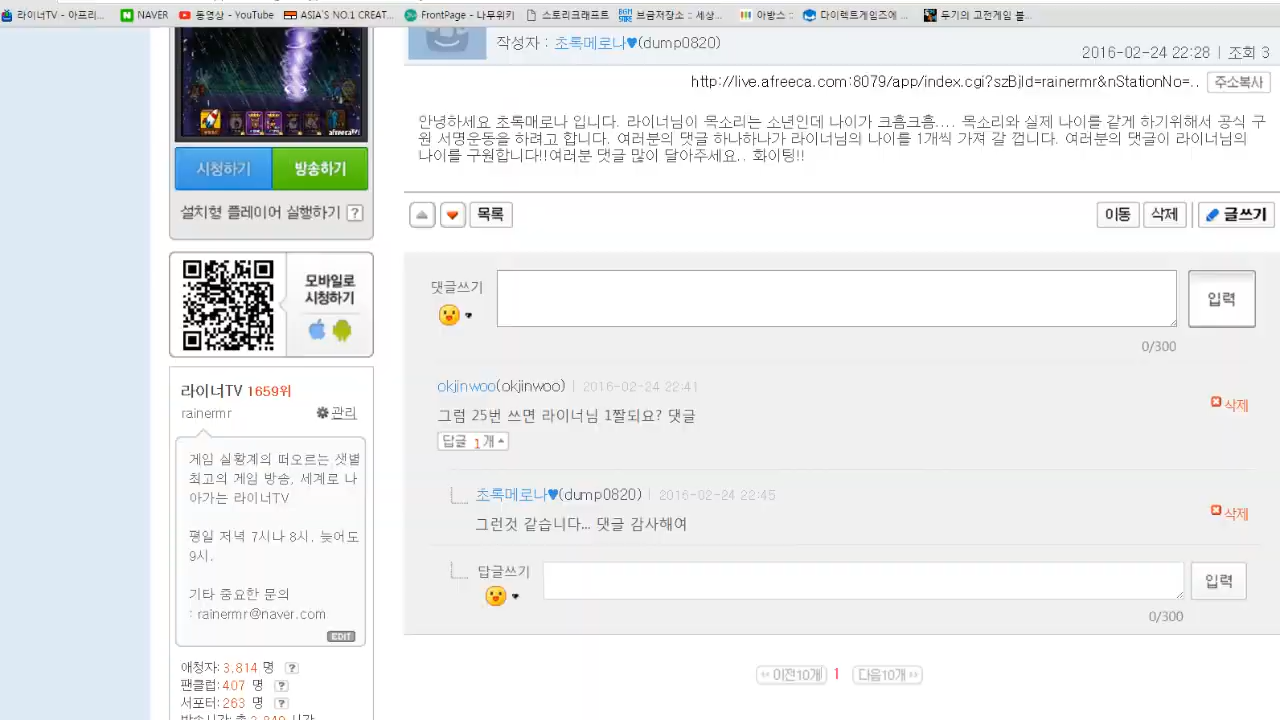 라이너TV - 아프리...
NAVER
동영상 - YouTube
ASIA'S NO.1 CREAT...
FrontPage - 나무위키
스토리크래프트
브금저장소 :: 세상...
아방스 ::
다이렉트게임즈에 ...
두기의 고전게임 블...
작성자 : 초록메로나♥(dump0820)
2016-02-24 22:28 | 조회 3
http://live.afreeca.com:8079/app/index.cgi?szBjId=rainermr&nStationNo=..
주소복사
안녕하세요 초록매로나 입니다. 라이너님이 목소리는 소년인데 나이가 크흠크흠.... 목소리와 실제 나이를 같게 하기위해서 공식 구
원 서명운동을 하려고 합니다. 여러분의 댓글 하나하나가 라이너님의 나이를 1개씩 가져 갈 껍니다. 여러분의 댓글이 라이너님의
나이를 구원합니다!!여러분 댓글 많이 달아주세요.. 화이팅!!
목록
이동
삭제
글쓰기
afreecaTV
시청하기
방송하기
설치형 플레이어 실행하기 ?
모바일로
시청하기
라이너TV 1659위
rainermr
관리
게임 실황계의 떠오르는 샛별
최고의 게임 방송, 세계로 나
아가는 라이너TV
평일 저녁 7시나 8시. 늦어도
9시.
기타 중요한 문의
: rainermr@naver.com
EDIT
애청자: 3,814 명 ?
팬클럽: 407 명 ?
서포터: 263 명 ?
댓글쓰기
입력
0/300
okjinwoo(okjinwoo) | 2016-02-24 22:41
그럼 25번 쓰면 라이너님 1짤되요? 댓글
삭제
답글 1개
초록메로나♥(dump0820) | 2016-02-24 22:45
그런것 같습니다... 댓글 감사해여
삭제
답글쓰기
입력
0/300
이전10개 1 다음10개